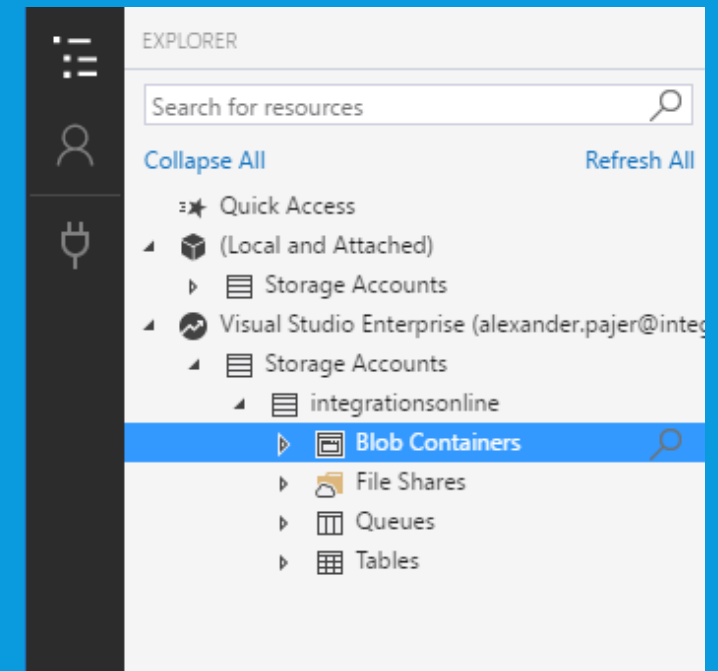 EXPLORER
Search for resources
Collapse All Refresh All
Quick Access
(Local and Attached)
Storage Accounts
Visual Studio Enterprise (alexander.pajer@integ
Storage Accounts
integrationsonline
Blob Containers
File Shares
Queues
Tables